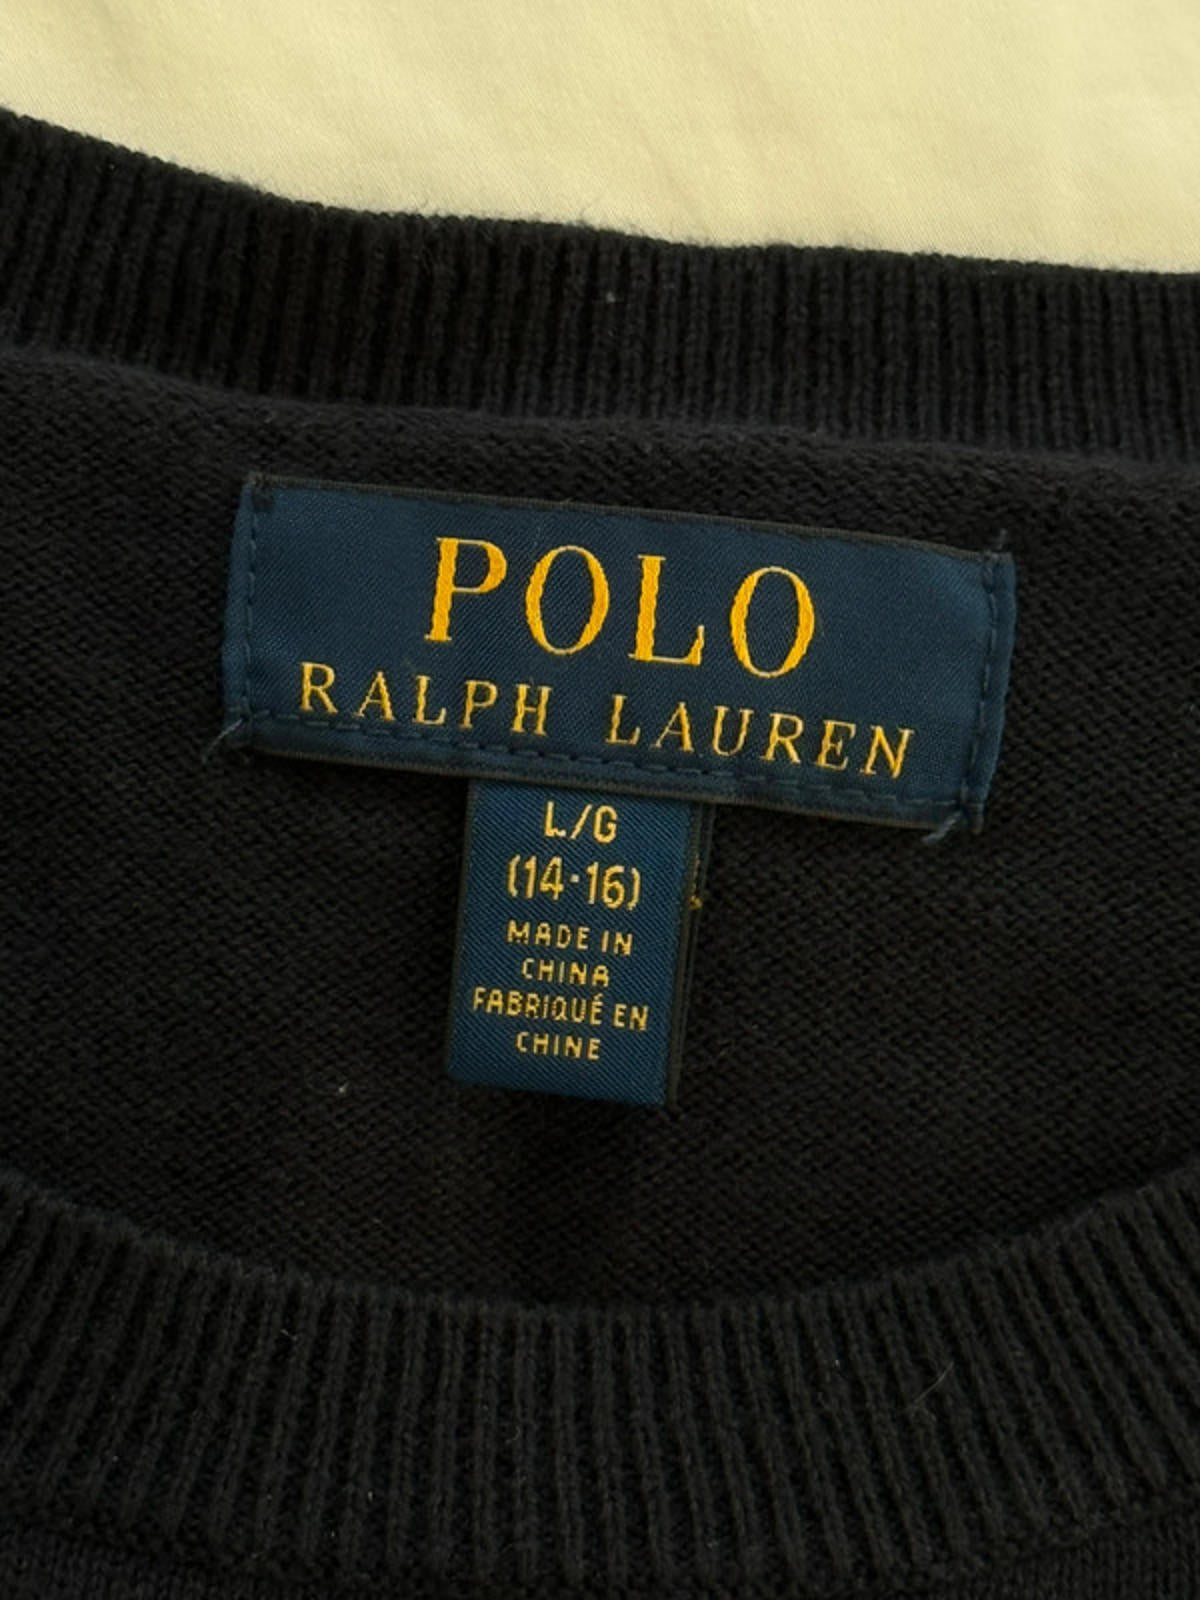 POLO
RALPH LAUREN
L/G
(14-16)
MADE IN
CHINA
FABRIQUÉ EN
CHINE